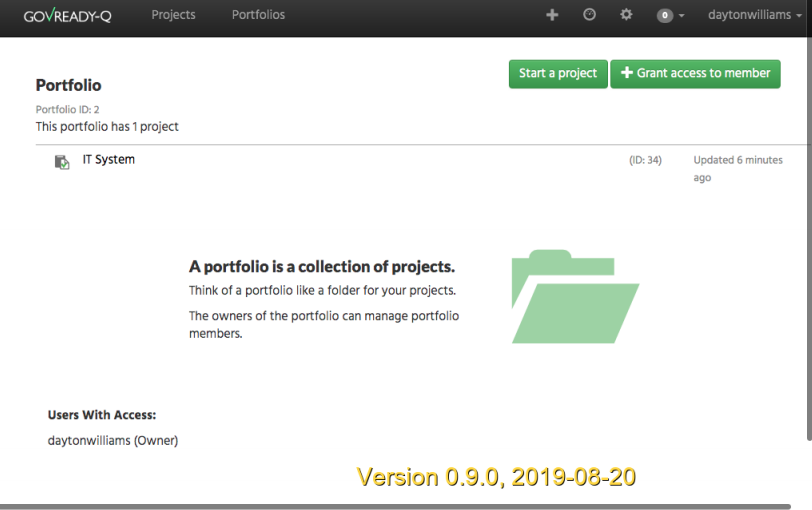 GOVREADY-Q Projects Portfolios 0 daytonwilliams
Start a project Grant access to member
Portfolio
Portfolio ID: 2
This portfolio has 1 project
IT System (ID: 34) Updated 6 minutes
ago
A portfolio is a collection of projects.
Think of a portfolio like a folder for your projects.
The owners of the portfolio can manage portfolio
members.
Users With Access:
daytonwilliams (Owner)
Version 0.9.0, 2019-08-20